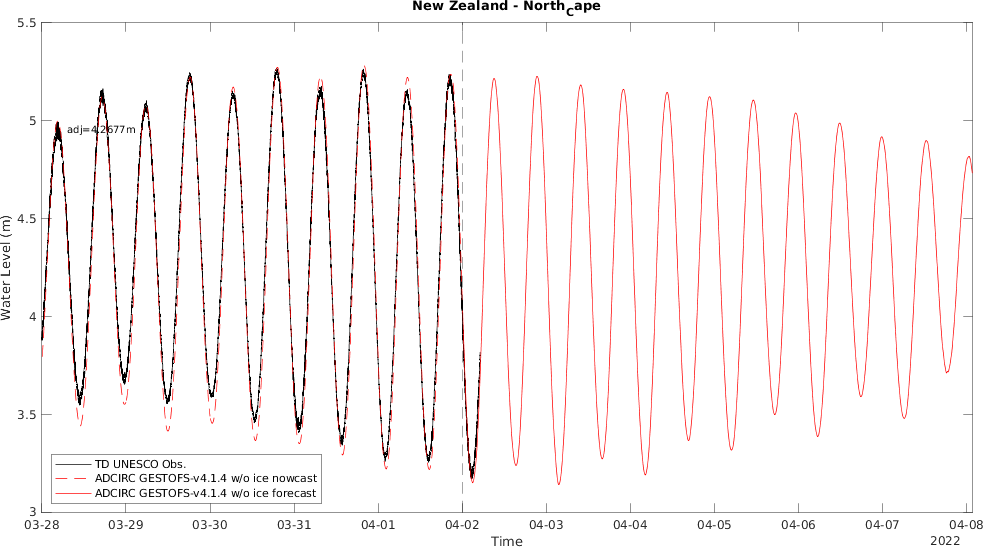 New Zealand - NorthCape
5.5
5
4.5
4
3.5
3
Water Level (m)
adj=4.2677m
TD UNESCO Obs.
ADCIRC GESTOFS-v4.1.4 w/o ice nowcast
ADCIRC GESTOFS-v4.1.4 w/o ice forecast
03-28 03-29 03-30 03-31 04-01 04-02 04-03 04-04 04-05 04-06 04-07 04-08
Time
2022